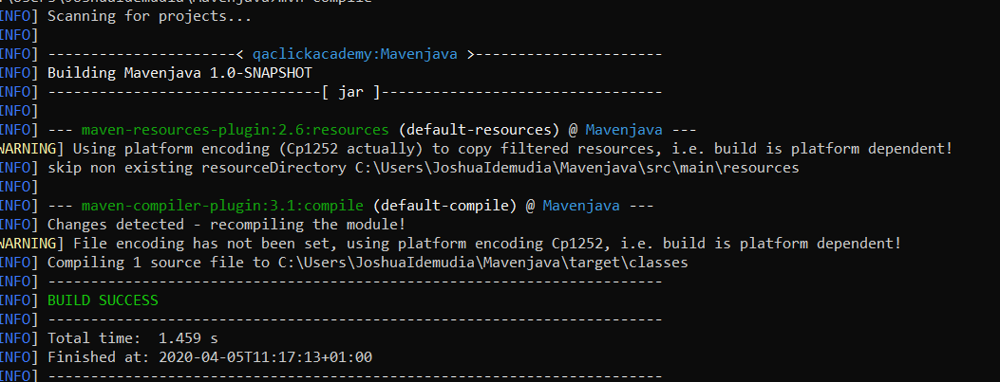 INFO] Scanning for projects...
INFO]
INFO] ----------------------< qaclickacademy:Mavenjava >----------------------
INFO] Building Mavenjava 1.0-SNAPSHOT
INFO] --------------------------------[ jar ]---------------------------------
INFO]
INFO] --- maven-resources-plugin:2.6:resources (default-resources) @ Mavenjava ---
WARNING] Using platform encoding (Cp1252 actually) to copy filtered resources, i.e. build is platform dependent!
INFO] skip non existing resourceDirectory C:\Users\JoshuaIdemudia\Mavenjava\src\main\resources
INFO]
INFO] --- maven-compiler-plugin:3.1:compile (default-compile) @ Mavenjava ---
INFO] Changes detected - recompiling the module!
WARNING] File encoding has not been set, using platform encoding Cp1252, i.e. build is platform dependent!
INFO] Compiling 1 source file to C:\Users\JoshuaIdemudia\Mavenjava\target\classes
INFO] ------------------------------------------------------------------------
INFO] BUILD SUCCESS
INFO] ------------------------------------------------------------------------
INFO] Total time:  1.459 s
INFO] Finished at: 2020-04-05T11:17:13+01:00
INFO] ------------------------------------------------------------------------